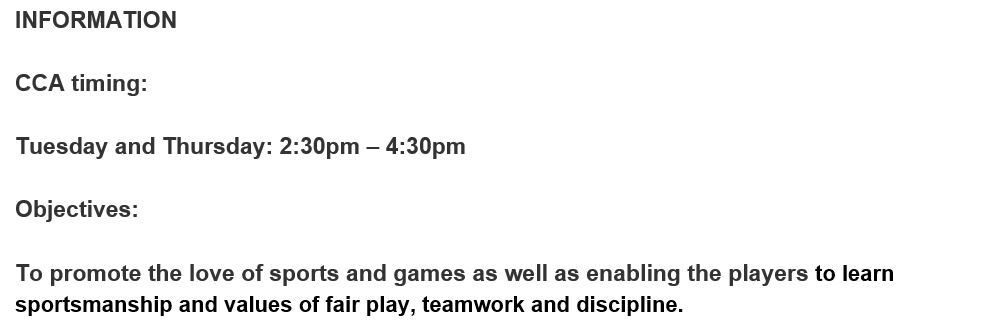 INFORMATION
CCA timing:
Tuesday and Thursday: 2:30pm – 4:30pm
Objectives:
To promote the love of sports and games as well as enabling the players to learn
sportsmanship and values of fair play, teamwork and discipline.